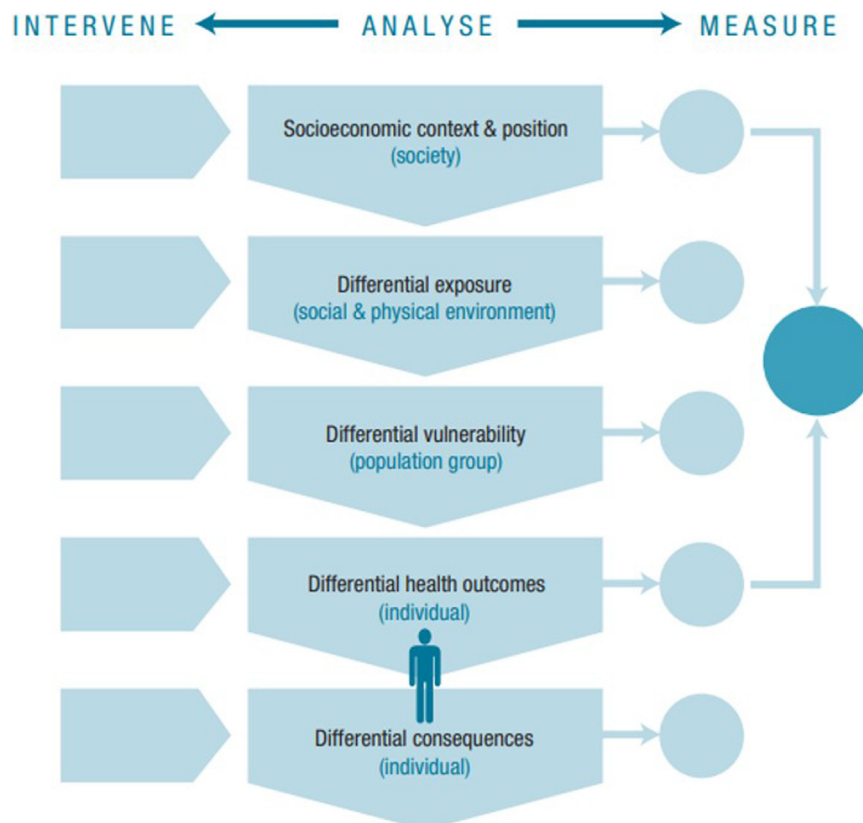 INTERVENE ANALYSE MEASURE
Socioeconomic context & position
(society)
Differential exposure
(social & physical environment)
Differential vulnerability
(population group)
Differential health outcomes
(individual)
Differential consequences
(individual)